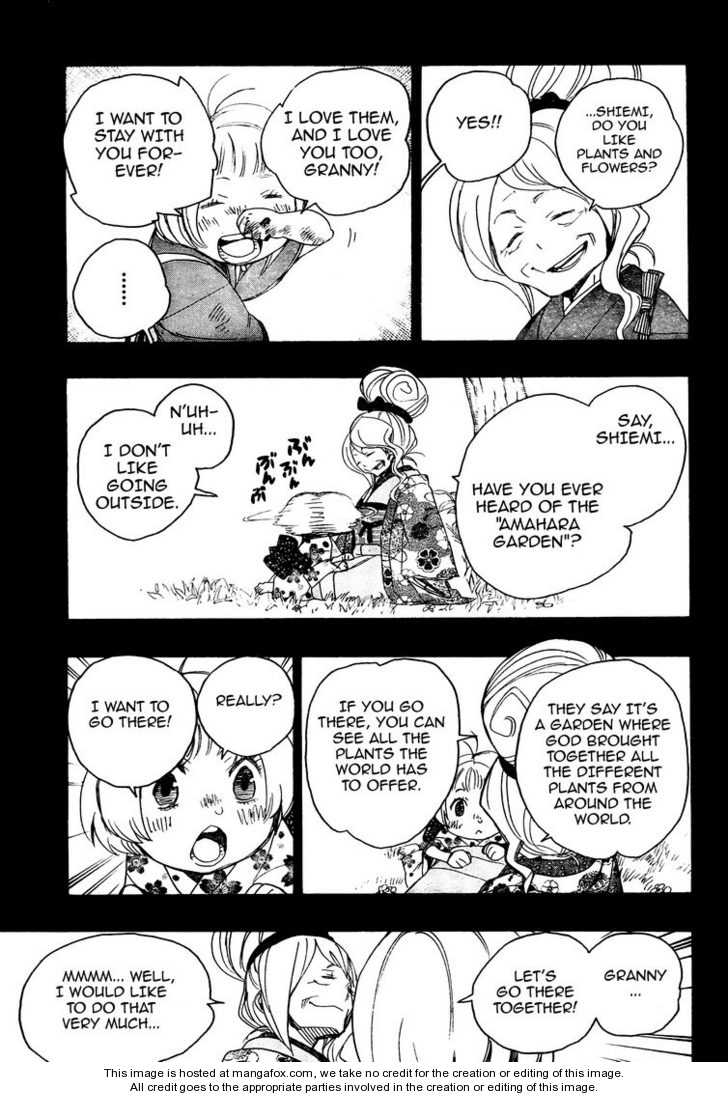 ...SHIEMI,
DO YOU
LIKE
PLANTS AND
FLOWERS?
YES!!
I LOVE THEM,
AND I LOVE
YOU TOO,
GRANNY!
I WANT TO
STAY WITH
YOU FOR-
EVER!
......
SAY,
SHIEMI...
HAVE YOU EVER
HEARD OF THE
"AMAHARA
GARDEN"?
ぶん
ぶん
ぶん
N'UH-
UH...
I DON'T
LIKE
GOING
OUTSIDE.
THEY SAY IT'S
A GARDEN WHERE
GOD BROUGHT
TOGETHER ALL
THE DIFFERENT
PLANTS FROM
AROUND THE
WORLD.
IF YOU GO
THERE, YOU CAN
SEE ALL THE
PLANTS THE
WORLD HAS
TO OFFER.
REALLY?
I WANT TO
GO THERE!
GRANNY
...
LET'S
GO THERE
TOGETHER!
MMMM... WELL,
I WOULD LIKE
TO DO THAT
VERY MUCH...
This image is hosted at mangafox.com, we take no credit for the creation or editing of this image.
All credit goes to the appropriate parties involved in the creation or editing of this image.